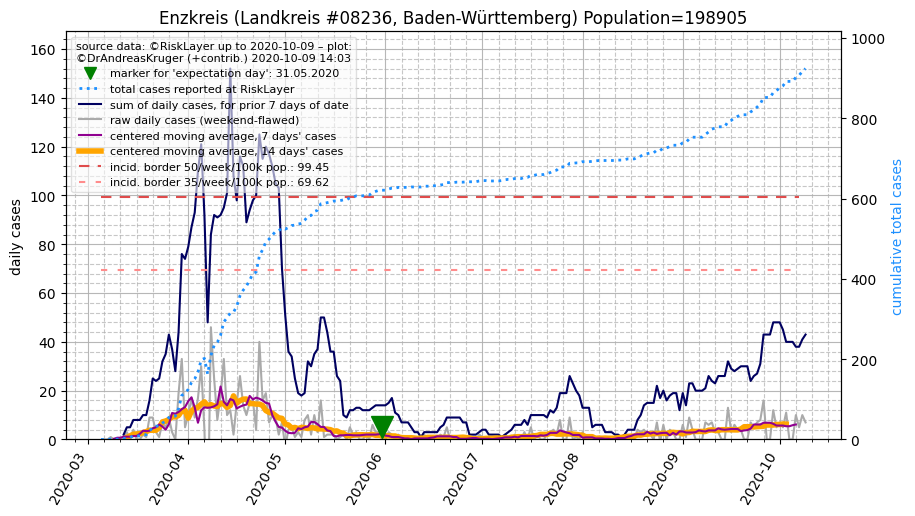 Enzkreis (Landkreis #08236, Baden-Württemberg) Population=198905
source data: ©RiskLayer up to 2020-10-09 – plot:
©DrAndreasKruger (+contrib.) 2020-10-09 14:03
marker for 'expectation day': 31.05.2020
total cases reported at RiskLayer
sum of daily cases, for prior 7 days of date
raw daily cases (weekend-flawed)
centered moving average, 7 days' cases
centered moving average, 14 days' cases
incid. border 50/week/100k pop.: 99.45
incid. border 35/week/100k pop.: 69.62
daily cases
160
140
120
100
80
60
40
20
0
cumulative total cases
1000
800
600
400
200
0
2020-03
2020-04
2020-05
2020-06
2020-07
2020-08
2020-09
2020-10